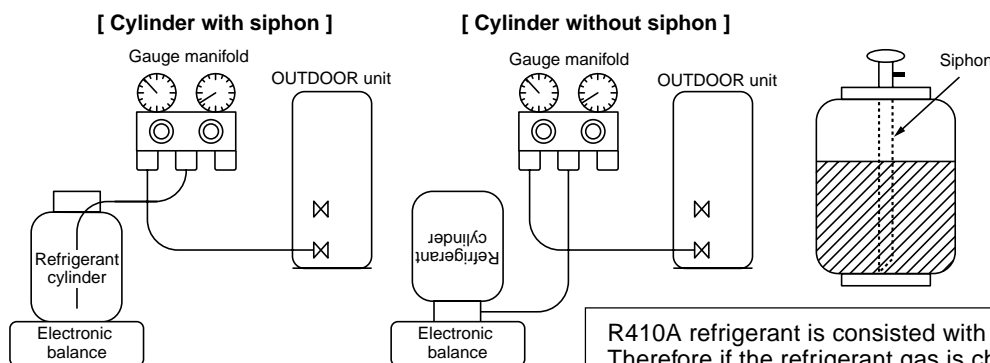 [ Cylinder with siphon ]
Gauge manifold
OUTDOOR unit
Refrigerant
cylinder
Electronic
balance
[ Cylinder without siphon ]
Gauge manifold
OUTDOOR unit
Refrigerant
cylinder
Electronic
balance
Siphon
R410A refrigerant is consisted with
Therefore if the refrigerant gas is